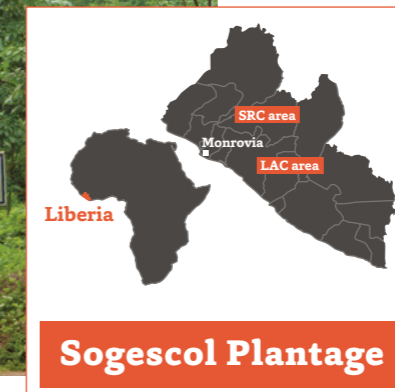 SRC area
Monrovia
LAC area
Liberia
Sogescol Plantage